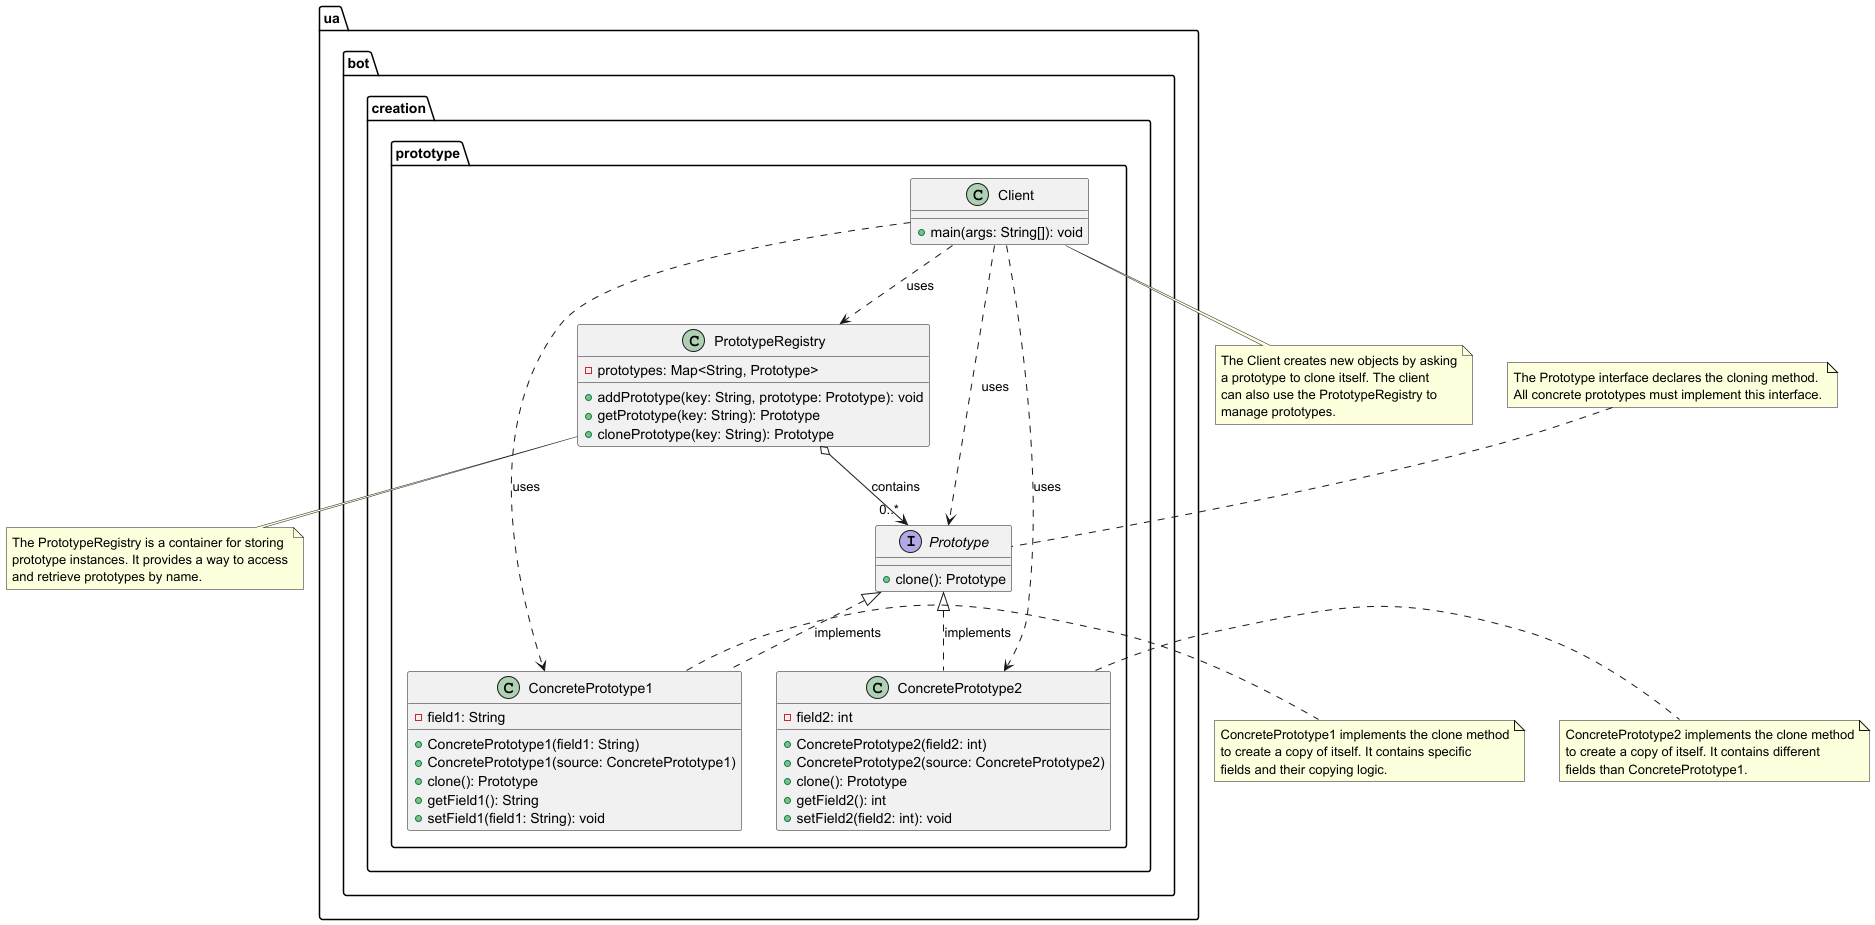 ua
bot
creation
prototype
C Client
main(args: String[]): void
uses
C PrototypeRegistry
prototypes: Map<String, Prototype>
addPrototype(key: String, prototype: Prototype): void
getPrototype(key: String): Prototype
clonePrototype(key: String): Prototype
The Client creates new objects by asking
a prototype to clone itself. The client
can also use the PrototypeRegistry to
manage prototypes.
The Prototype interface declares the cloning method.
All concrete prototypes must implement this interface.
uses
uses
contains
uses
0..*
The PrototypeRegistry is a container for storing
prototype instances. It provides a way to access
and retrieve prototypes by name.
I Prototype
clone(): Prototype
implements
implements
C ConcretePrototype1
field1: String
ConcretePrototype1(field1: String)
ConcretePrototype1(source: ConcretePrototype1)
clone(): Prototype
getField1(): String
setField1(field1: String): void
C ConcretePrototype2
field2: int
ConcretePrototype2(field2: int)
ConcretePrototype2(source: ConcretePrototype2)
clone(): Prototype
getField2(): int
setField2(field2: int): void
ConcretePrototype1 implements the clone method
to create a copy of itself. It contains specific
fields and their copying logic.
ConcretePrototype2 implements the clone method
to create a copy of itself. It contains different
fields than ConcretePrototype1.